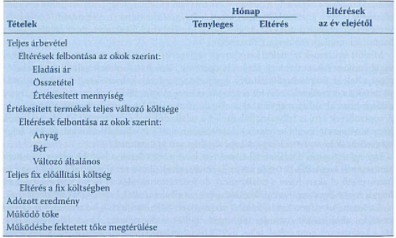 Hónap Eltérések
Tételek Tényleges Eltérés az év elejétől
Teljes árbevétel
Eltérések felbontása az okok szerint:
Eladási ár
Összetétel
Értékesített mennyiség
Értékesített termékek teljes változó költsége
Eltérések felbontása az okok szerint:
Anyag
Bér
Változó általános
Teljes fix előállítási költség
Eltérés a fix költségben
Adózott eredmény
Működő tőke
Működésbe fektetett tőke megtérülése